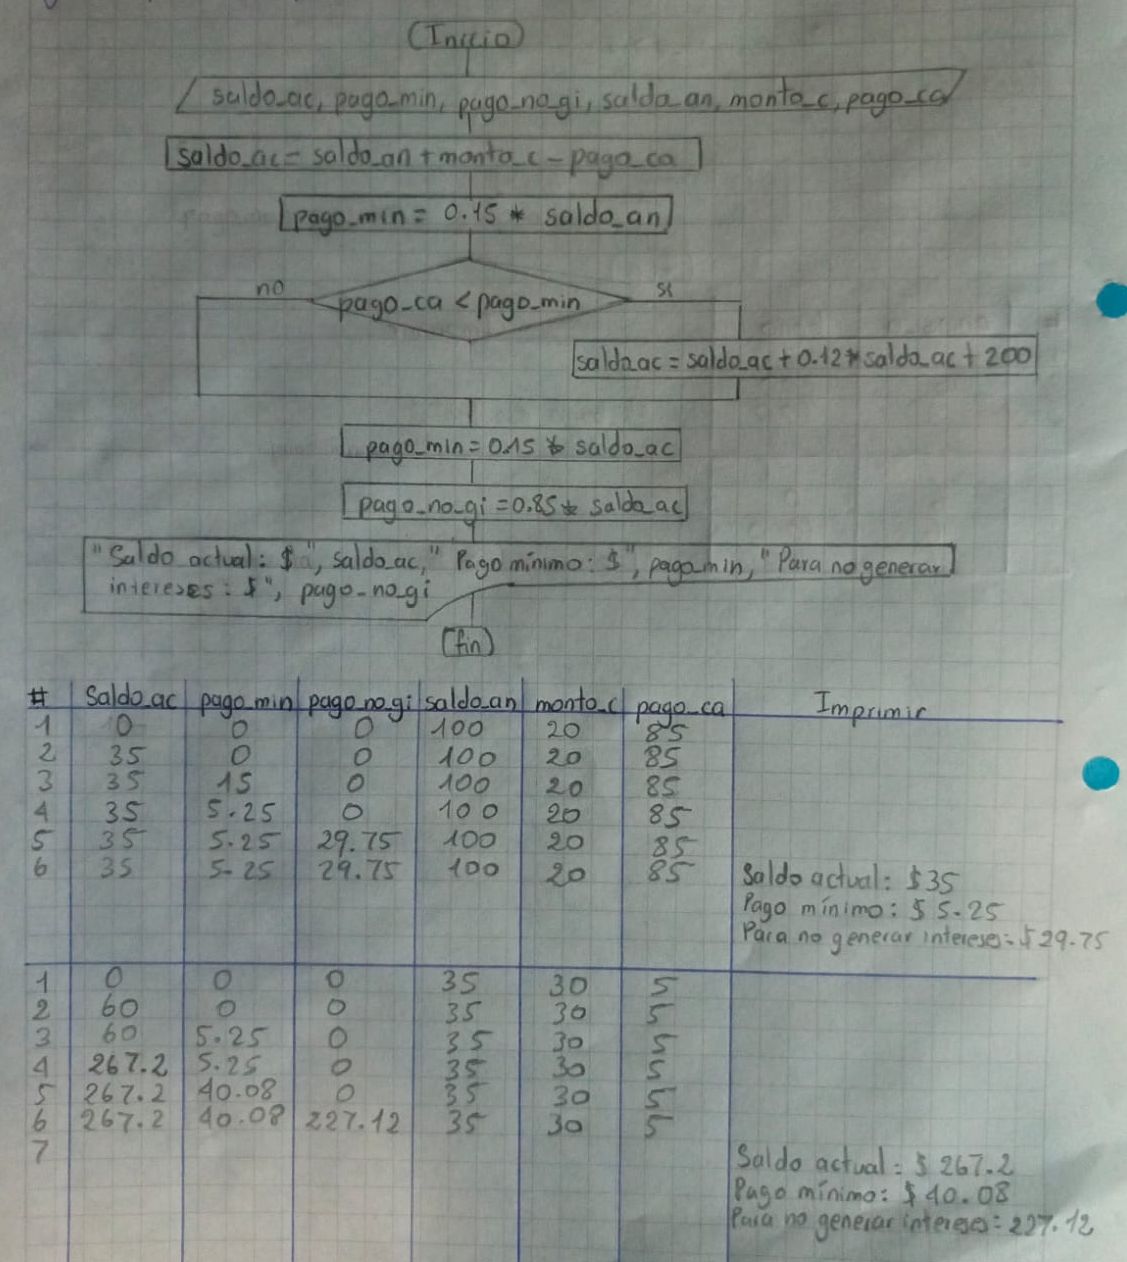 (Inicio)
saldo_ac, pago_min, pago_no_gi, saldo_an, monto_c, pago_ca
saldo_ac = saldo_an + monto_c - pago_ca
pago_min = 0.15 * saldo_an
no
pago_ca < pago_min
si
saldo_ac = saldo_ac + 0.12 * saldo_ac + 200
pago_min = 0.15 * saldo_ac
pago_no_gi = 0.85 * saldo_ac
"Saldo actual: $", saldo_ac, "Pago mínimo: $", pago_min, "Para no generar
intereses: $", pago_no_gi
(fin)
# Saldo_ac pago_min pago_no_gi saldo_an monto_c pago_ca Imprimir
1 0 0 0 100 20 85
2 35 0 0 100 20 85
3 35 15 0 100 20 85
4 35 5.25 0 100 20 85
5 35 5.25 29.75 100 20 85
6 35 5.25 29.75 100 20 85 Saldo actual: $35
Pago mínimo: $5.25
Para no generar intereses: $29.75
1 0 0 0 35 30 5
2 60 0 0 35 30 5
3 60 5.25 0 35 30 5
4 267.2 5.25 0 35 30 5
5 267.2 40.08 0 35 30 5
6 267.2 40.08 227.12 35 30 5
7
Saldo actual: $267.2
Pago mínimo: $40.08
Para no generar intereses: 227.12